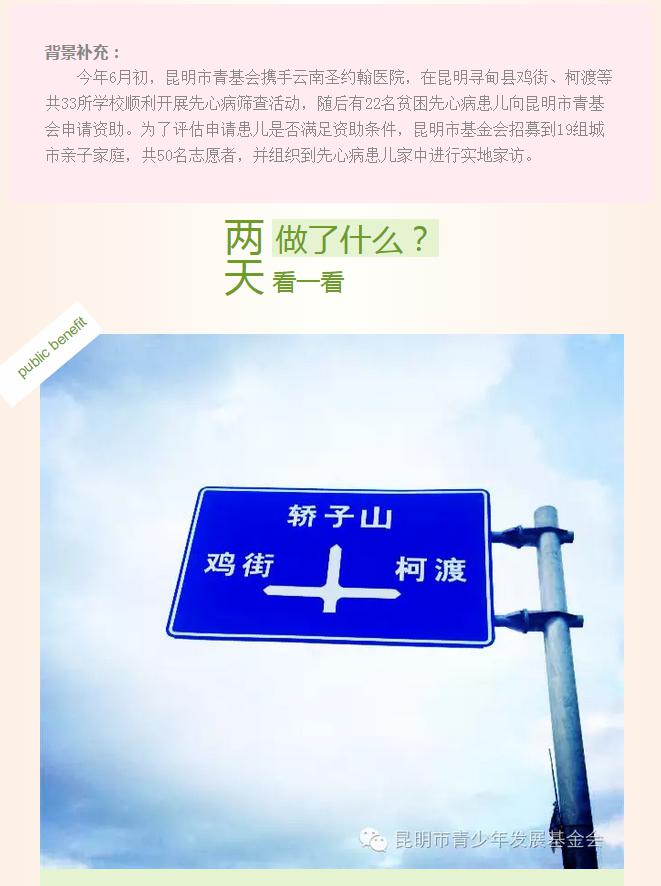 背景补充：
今年6月初，昆明市青基会携手云南圣约翰医院，在昆明寻甸县鸡街、柯渡等
共33所学校顺利开展先心病筛查活动，随后有22名贫困先心病患儿向昆明市青基
会申请资助。为了评估申请患儿是否满足资助条件，昆明市基金会招募到19组城
市亲子家庭，共50名志愿者，并组织到先心病患儿家中进行实地家访。
两天
做了什么？
看一看
public benefit
轿子山
鸡街
柯渡
昆明市青少年发展基金会